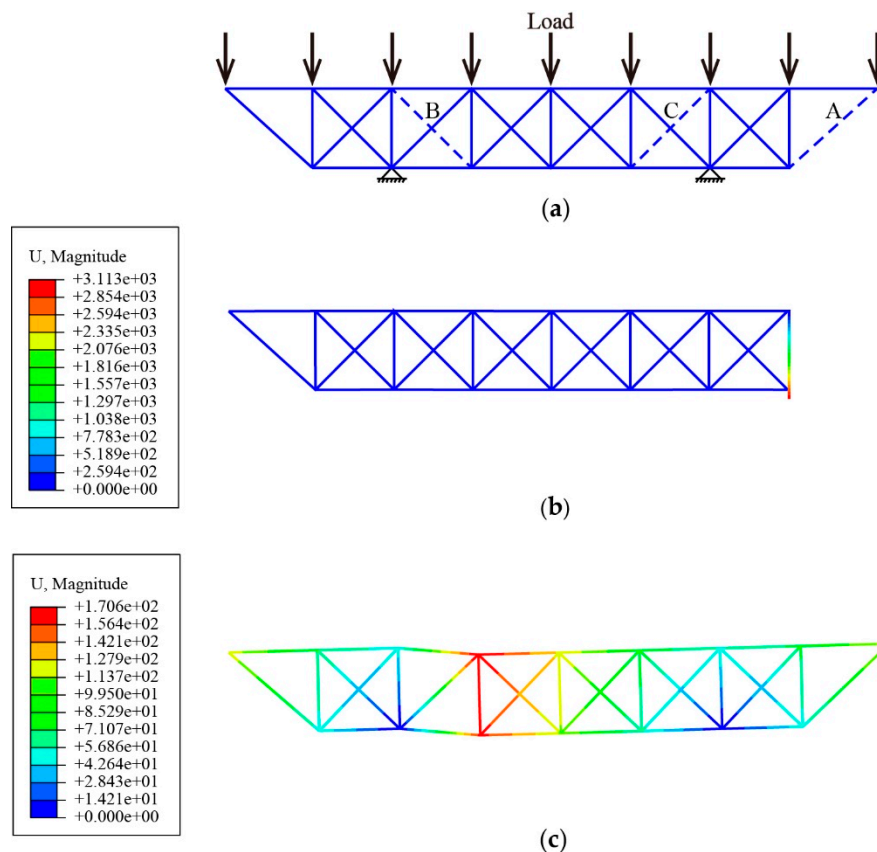 Load
B
C
A
(a)
U, Magnitude
+3.113e+03
+2.854e+03
+2.594e+03
+2.335e+03
+2.076e+03
+1.816e+03
+1.557e+03
+1.297e+03
+1.038e+03
+7.783e+02
+5.189e+02
+2.594e+02
+0.000e+00
(b)
U, Magnitude
+1.706e+02
+1.564e+02
+1.421e+02
+1.279e+02
+1.137e+02
+9.950e+01
+8.529e+01
+7.107e+01
+5.686e+01
+4.264e+01
+2.843e+01
+1.421e+01
+0.000e+00
(c)